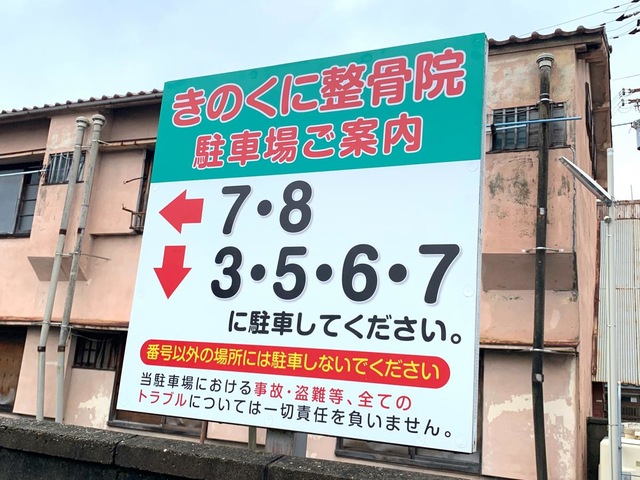 きのくに整骨院
駐車場ご案内
← 7・8
↓ 3・5・6・7
に駐車してください。
番号以外の場所には駐車しないでください
当駐車場における事故・盗難等、全ての
トラブルについては一切責任を負いません。